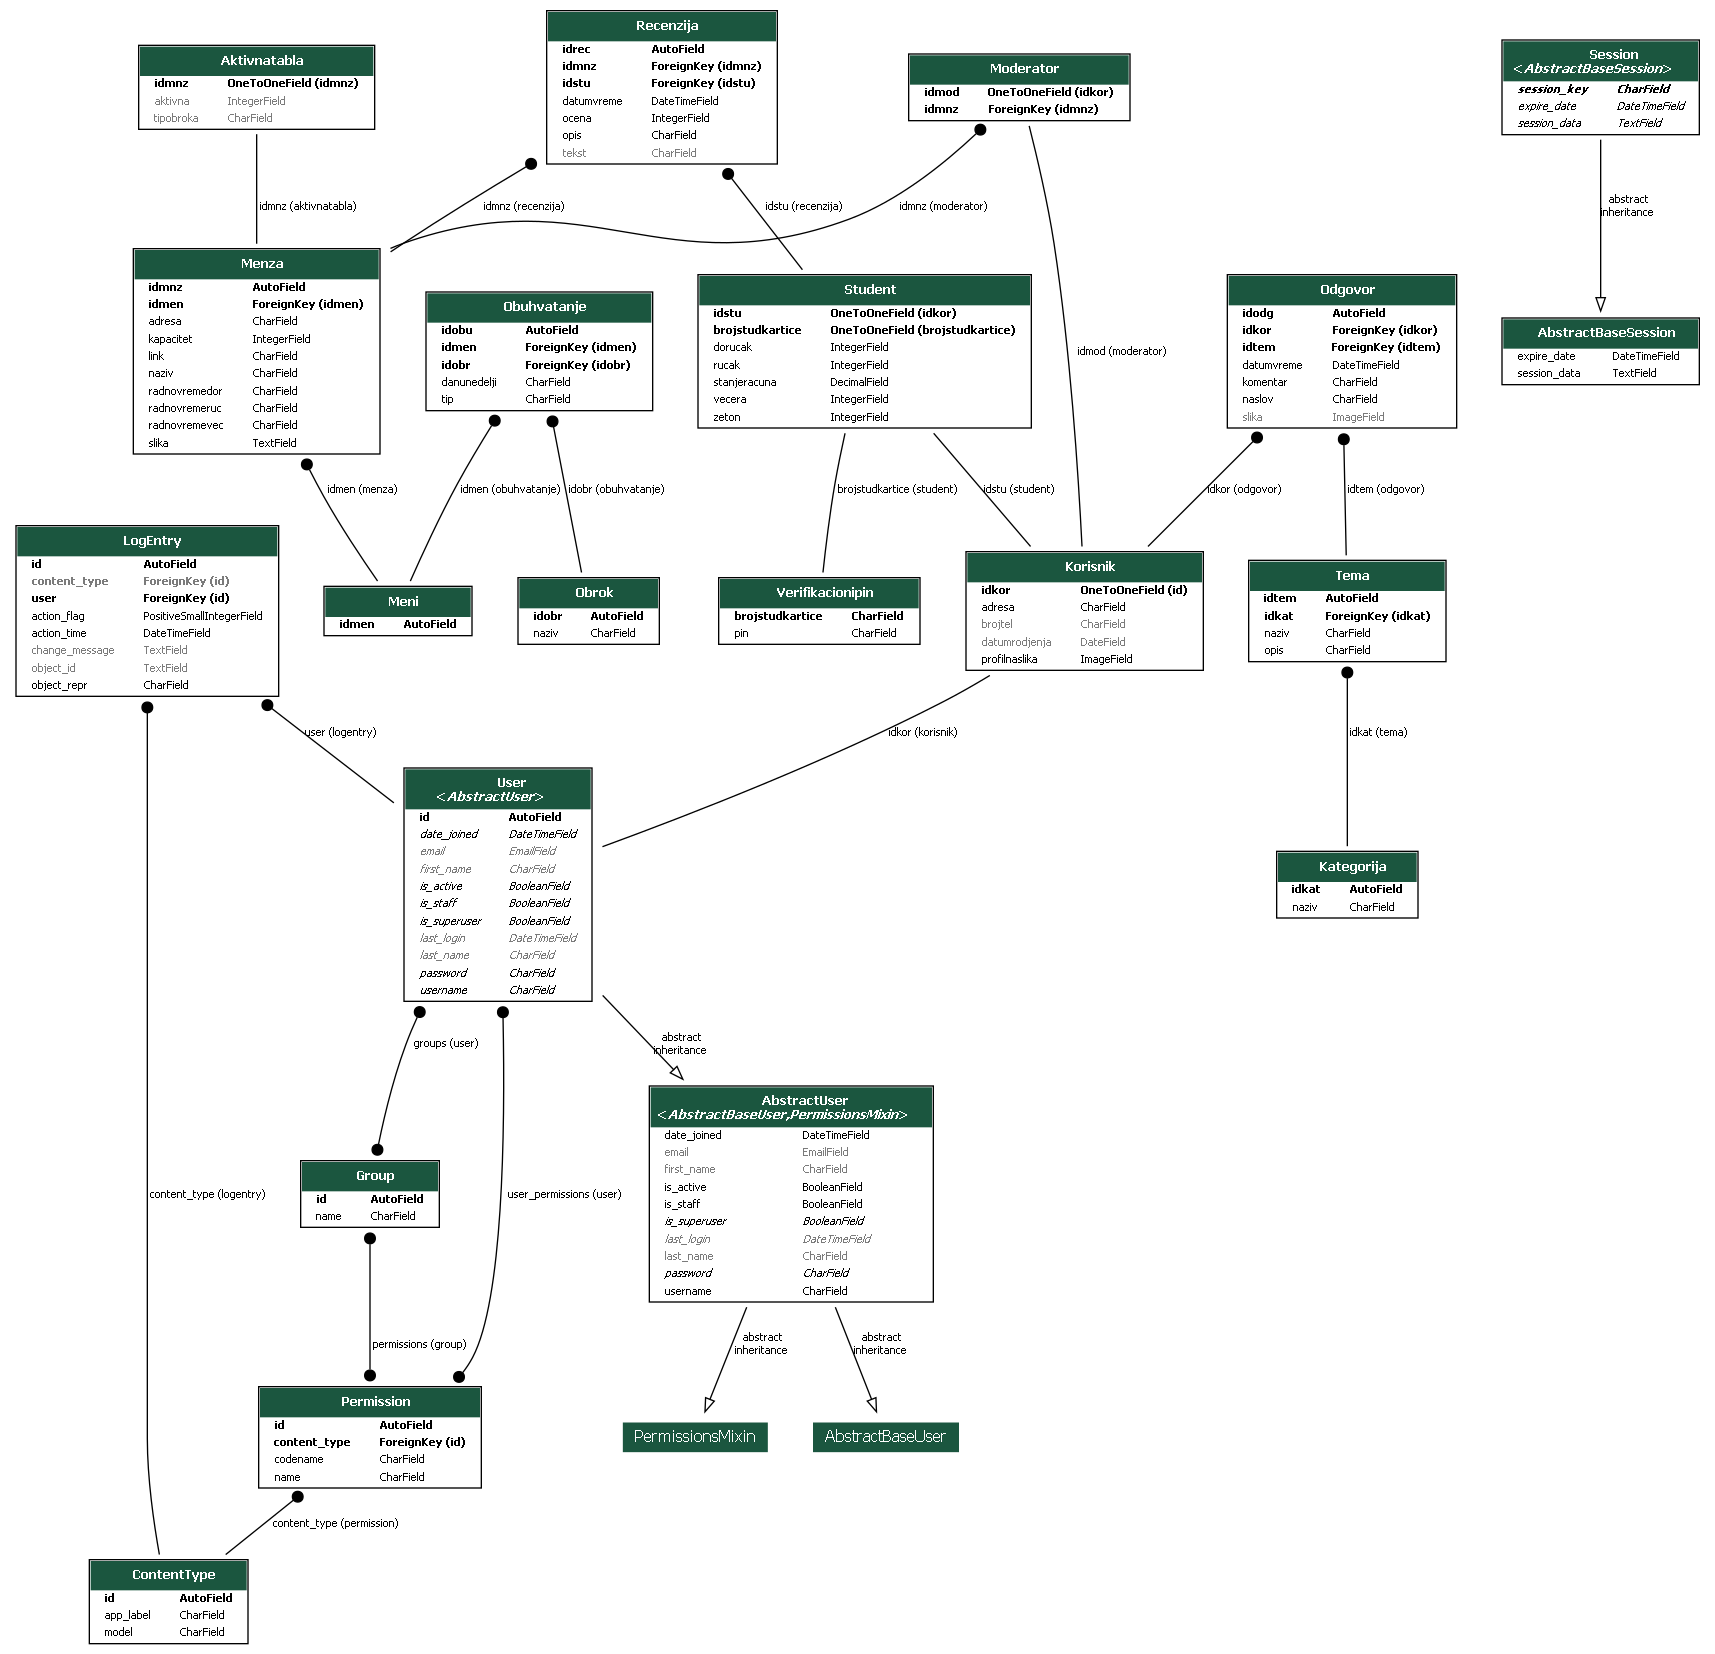 Aktivnatabla
idmnz OneToOneField (idmnz)
aktivna IntegerField
tipobroka CharField
Recenzija
idrec AutoField
idmnz ForeignKey (idmnz)
idstu ForeignKey (idstu)
datumvreme DateTimeField
ocena IntegerField
opis CharField
tekst CharField
Moderator
idmod OneToOneField (idkor)
idmnz ForeignKey (idmnz)
Session
<AbstractBaseSession>
session_key CharField
expire_date DateTimeField
session_data TextField
idmnz (aktivnatabla)
idmnz (recenzija)
idstu (recenzija)
idmnz (moderator)
abstract
inheritance
Menza
idmnz AutoField
idmen ForeignKey (idmen)
adresa CharField
kapacitet IntegerField
link CharField
naziv CharField
radnovremedor CharField
radnovremeruc CharField
radnovremevec CharField
slika TextField
Obuhvatanje
idobu AutoField
idmen ForeignKey (idmen)
idobr ForeignKey (idobr)
danunedelji CharField
tip CharField
Student
idstu OneToOneField (idkor)
brojstudkartice OneToOneField (brojstudkartice)
dorucak IntegerField
rucak IntegerField
stanjeracuna DecimalField
vecera IntegerField
zeton IntegerField
idmod (moderator)
Odgovor
idodg AutoField
idkor ForeignKey (idkor)
idtem ForeignKey (idtem)
datumvreme DateTimeField
komentar CharField
naslov CharField
slika ImageField
AbstractBaseSession
expire_date DateTimeField
session_data TextField
idmen (menza)
idmen (obuhvatanje)
idobr (obuhvatanje)
brojstudkartice (student)
idstu (student)
idkor (odgovor)
idtem (odgovor)
LogEntry
id AutoField
content_type ForeignKey (id)
user ForeignKey (id)
action_flag PositiveSmallIntegerField
action_time DateTimeField
change_message TextField
object_id TextField
object_repr CharField
Meni
idmen AutoField
Obrok
idobr AutoField
naziv CharField
Verifikacionipin
brojstudkartice CharField
pin CharField
Korisnik
idkor OneToOneField (id)
adresa CharField
brojtel CharField
datumrodjenja DateField
profilnaslika ImageField
Tema
idtem AutoField
idkat ForeignKey (idkat)
naziv CharField
opis CharField
user (logentry)
idkor (korisnik)
idkat (tema)
User
<AbstractUser>
id AutoField
date_joined DateTimeField
email EmailField
first_name CharField
is_active BooleanField
is_staff BooleanField
is_superuser BooleanField
last_login DateTimeField
last_name CharField
password CharField
username CharField
Kategorija
idkat AutoField
naziv CharField
groups (user)
abstract
inheritance
AbstractUser
<AbstractBaseUser,PermissionsMixin>
date_joined DateTimeField
email EmailField
first_name CharField
is_active BooleanField
is_staff BooleanField
is_superuser BooleanField
last_login DateTimeField
last_name CharField
password CharField
username CharField
Group
id AutoField
name CharField
content_type (logentry)
user_permissions (user)
permissions (group)
abstract
inheritance
abstract
inheritance
Permission
id AutoField
content_type ForeignKey (id)
codename CharField
name CharField
PermissionsMixin
AbstractBaseUser
content_type (permission)
ContentType
id AutoField
app_label CharField
model CharField